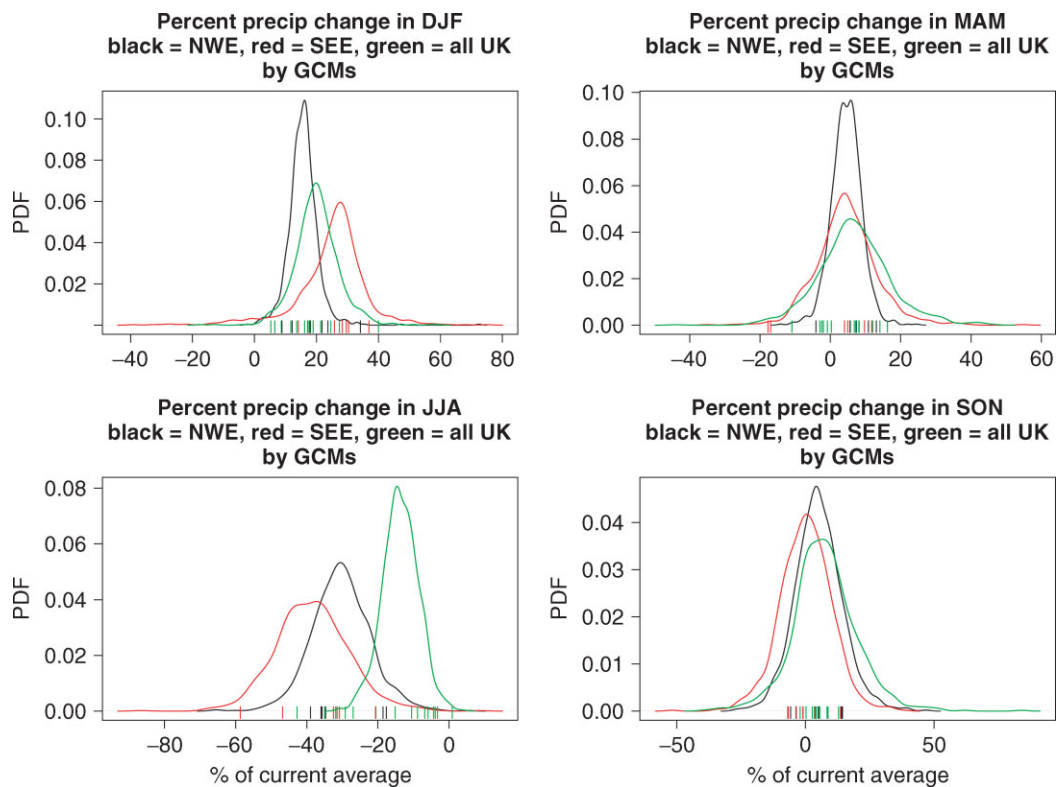 Percent precip change in DJF
black = NWE, red = SEE, green = all UK
by GCMs
PDF
0.10
0.08
0.06
0.04
0.02
−40 −20 0 20 40 60 80
Percent precip change in MAM
black = NWE, red = SEE, green = all UK
by GCMs
PDF
0.10
0.08
0.06
0.04
0.02
0.00
−40 −20 0 20 40 60
Percent precip change in JJA
black = NWE, red = SEE, green = all UK
by GCMs
PDF
0.08
0.06
0.04
0.02
0.00
−80 −60 −40 −20 0
% of current average
Percent precip change in SON
black = NWE, red = SEE, green = all UK
by GCMs
PDF
0.04
0.03
0.02
0.01
0.00
−50 0 50
% of current average